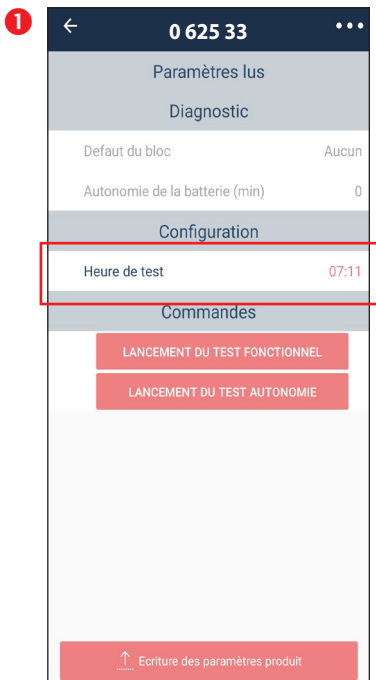 1
0 625 33
Paramètres lus
Diagnostic
Defaut du bloc Aucun
Autonomie de la batterie (min) 0
Configuration
Heure de test 07:11
Commandes
LANCEMENT DU TEST FONCTIONNEL
LANCEMENT DU TEST AUTONOMIE
Ecriture des paramètres produit